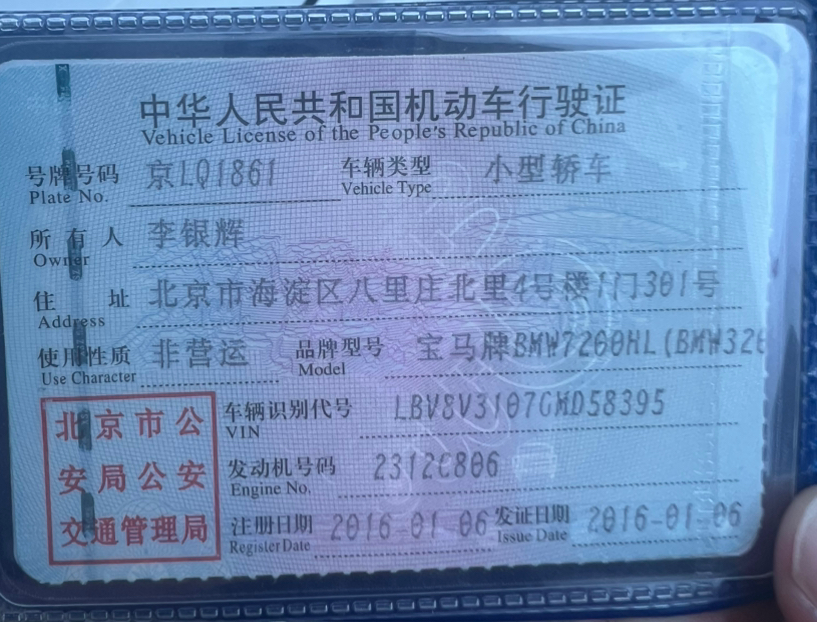 中华人民共和国机动车行驶证
Vehicle License of the People's Republic of China
号牌号码 京LQ1861 车辆类型 小型轿车
Plate No. Vehicle Type
所有人 李银辉
Owner
住址 北京市海淀区八里庄北里4号楼1门301号
Address
使用性质 非营运 品牌型号 宝马牌BMW7200HL(BMW320
Use Character Model
北京市公 车辆识别代号 LBV8V3107GMD58395
VIN
安局公安 发动机号码 2312C806
Engine No.
交通管理局 注册日期 2016-01-06 发证日期 2016-01-06
Register Date Issue Date